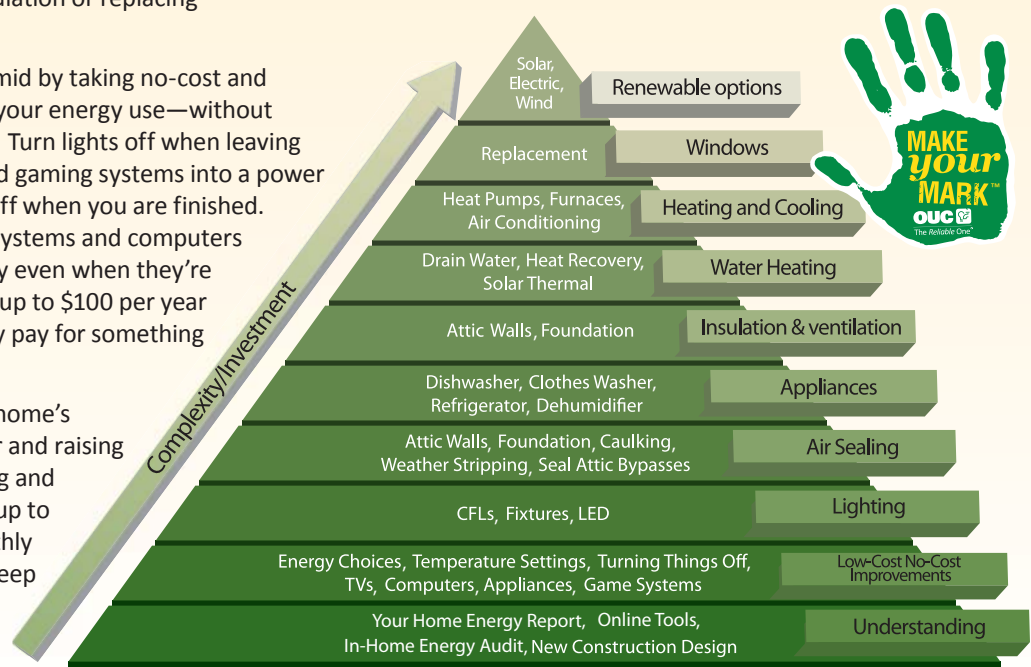 ulation or replacing
mid by taking no-cost and
your energy use—without
Turn lights off when leaving
d gaming systems into a power
ff when you are finished.
ystems and computers
y even when they're
up to $100 per year
y pay for something
home's
r and raising
g and
up to
thly
eep
Complexity/Investment
Solar,
Electric,
Wind
Renewable options
Replacement
Windows
Heat Pumps, Furnaces,
Air Conditioning
Heating and Cooling
Drain Water, Heat Recovery,
Solar Thermal
Water Heating
Attic Walls, Foundation
Insulation & ventilation
Dishwasher, Clothes Washer,
Refrigerator, Dehumidifier
Appliances
Attic Walls, Foundation, Caulking,
Weather Stripping, Seal Attic Bypasses
Air Sealing
CFLs, Fixtures, LED
Lighting
Energy Choices, Temperature Settings, Turning Things Off,
TVs, Computers, Appliances, Game Systems
Low-Cost No-Cost
Improvements
Your Home Energy Report, Online Tools,
In-Home Energy Audit, New Construction Design
Understanding
MAKE
your
MARK™
OUC
The Reliable One